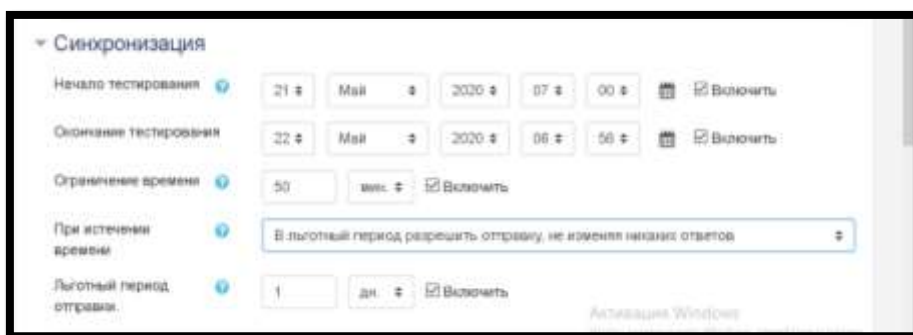 Синхронизация
Начало тестирования 21 Май 2020 07 00 Включить
Окончание тестирования 22 Май 2020 06 56 Включить
Ограничение времени 50 мин. Включить
При истечении
времени
В льготный период разрешить отправку, не изменяя никаких ответов
Льготный период
отправки.
1 дн. Включить
Активация Windows